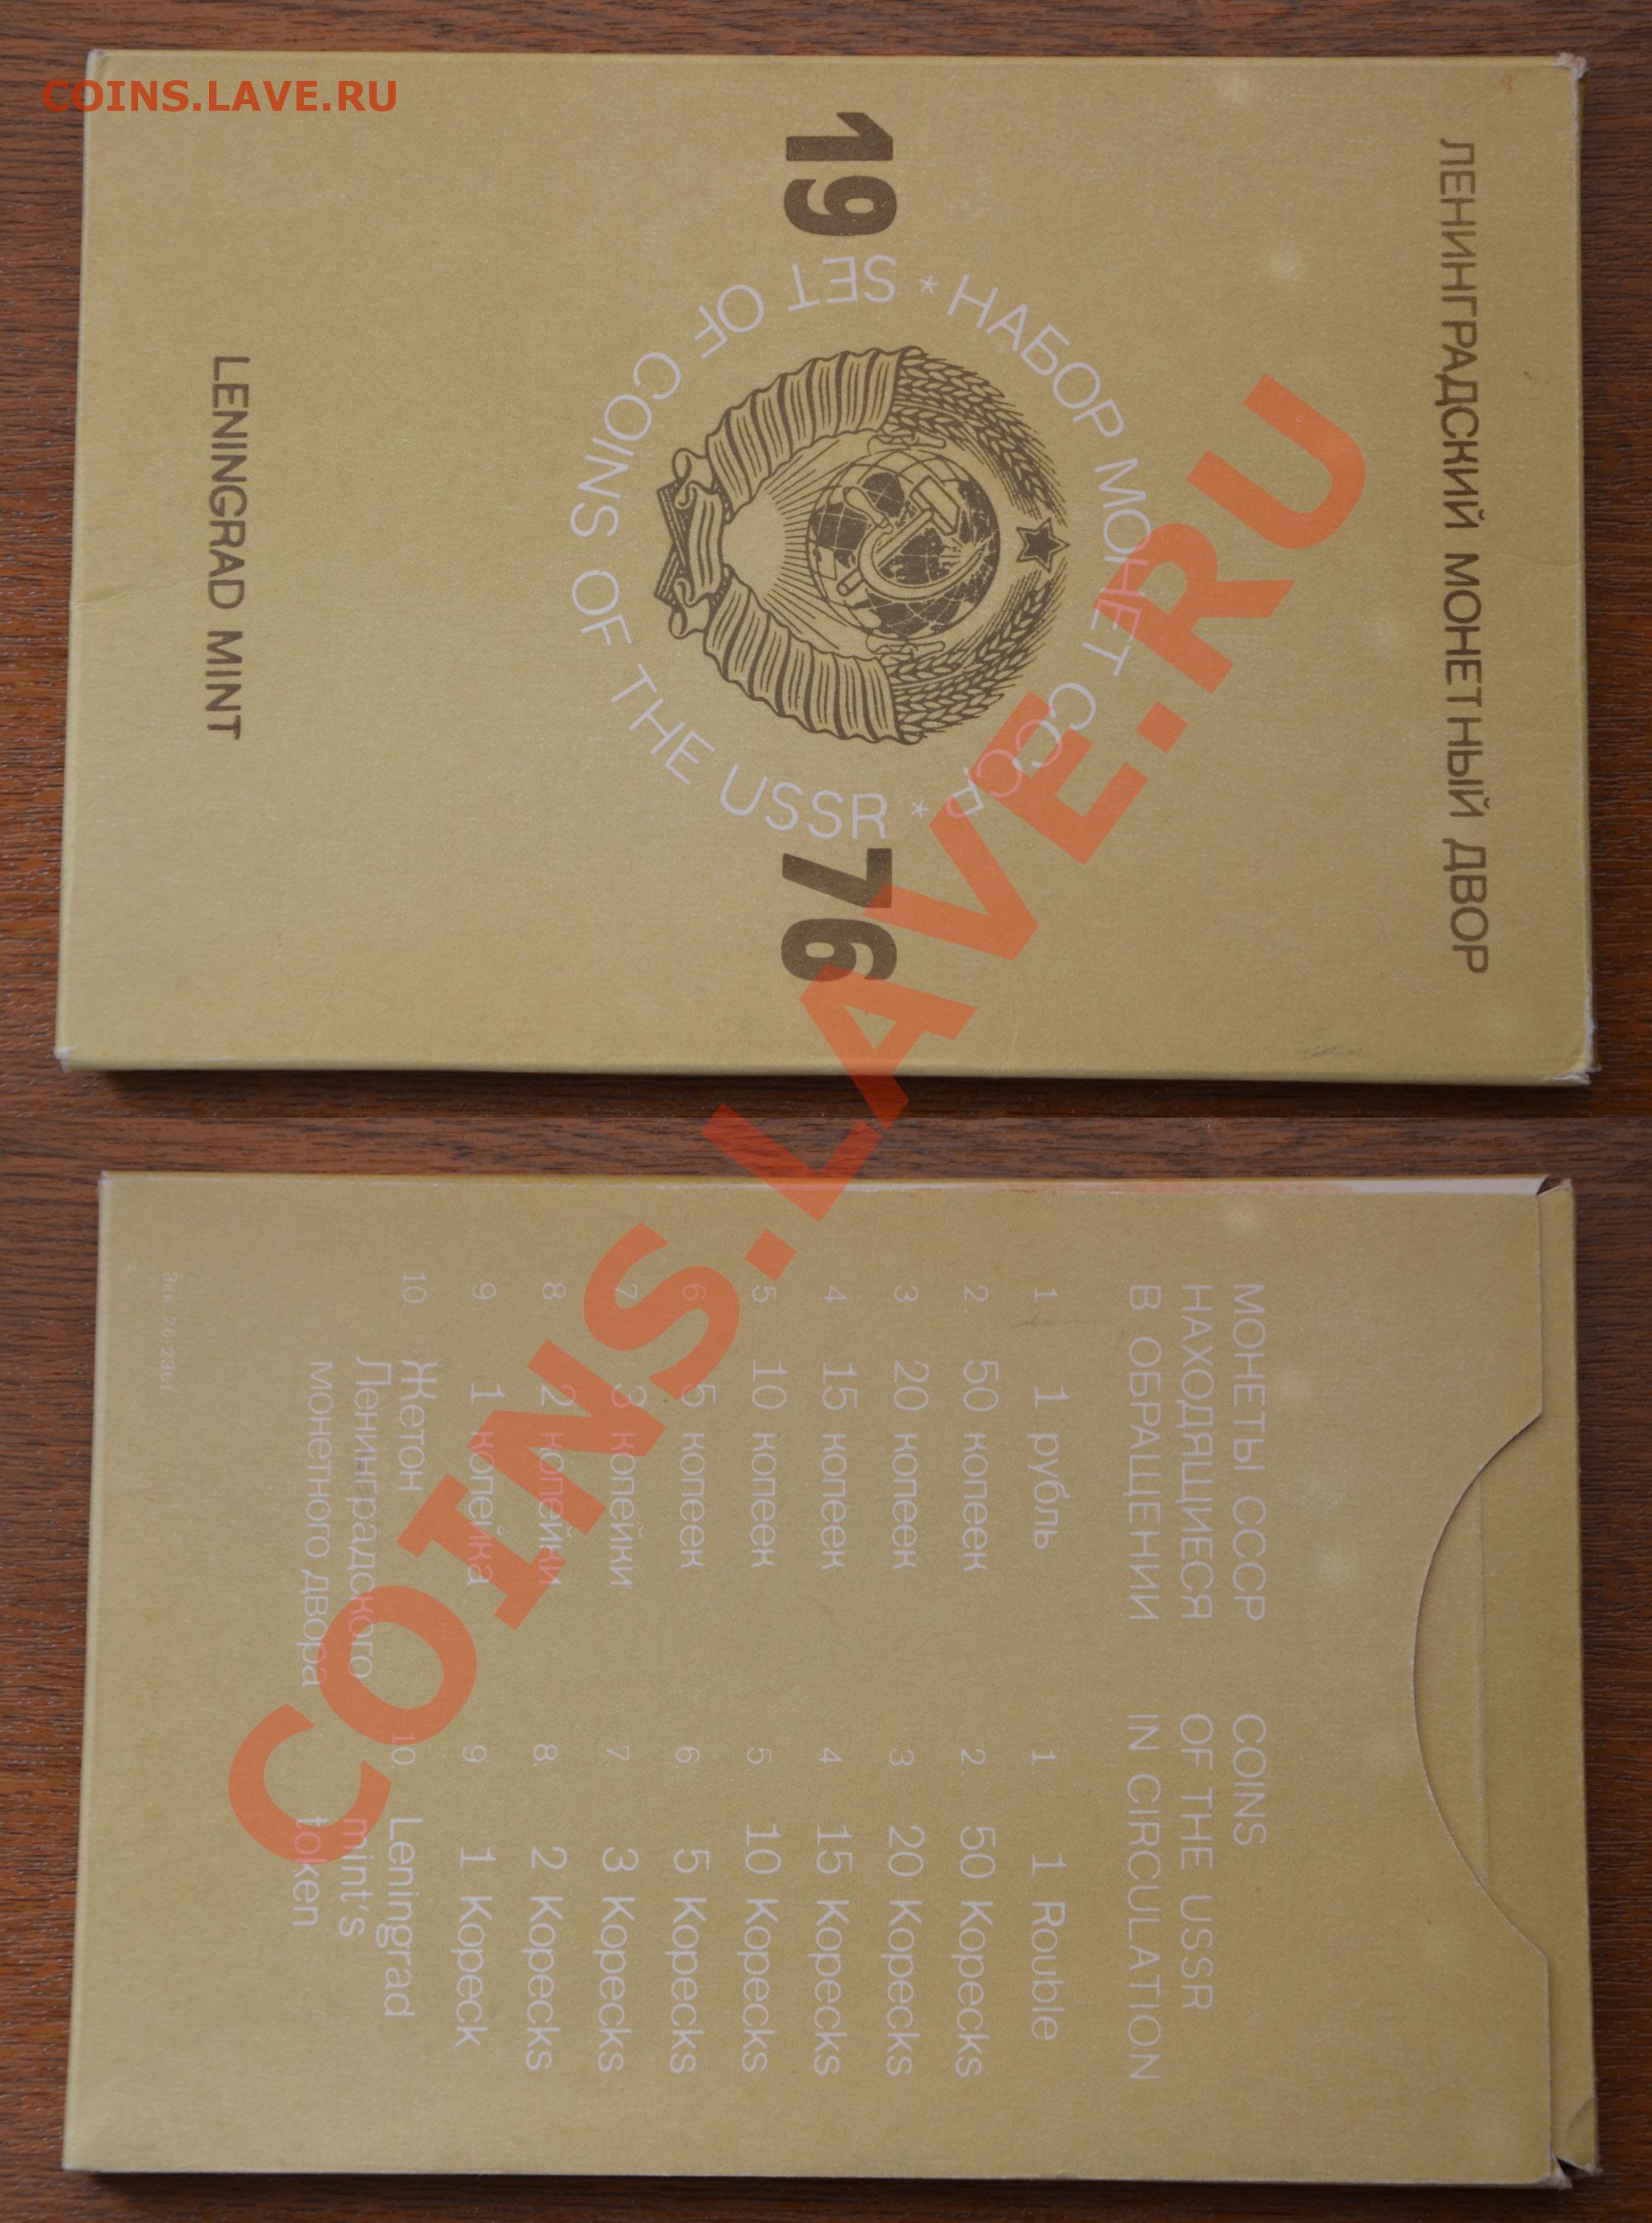 COINS.LAVE.RU
ЛЕНИНГРАДСКИЙ МОНЕТНЫЙ ДВОР
* НАБОР МОНЕТ СССР *
19
76
SET OF COINS OF THE USSR
LENINGRAD MINT
МОНЕТЫ СССР
НАХОДЯЩИЕСЯ
В ОБРАЩЕНИИ
1. 1 рубль
2. 50 копеек
3 20 копеек
4 15 копеек
5 10 копеек
6 5 копеек
7. 3 копейки
8. 2 копейки
9. 1 копейка
10. Жетон
Ленинградского
монетного двора
COINS
OF THE USSR
IN CIRCULATION
1 1 Rouble
2 50 Kopecks
3 20 Kopecks
4 15 Kopecks
5 10 Kopecks
6 5 Kopecks
7 3 Kopecks
8. 2 Kopecks
9 1 Kopeck
10. Leningrad
mint's
token
Зак. 76-2361
COINS.LAVE.RU